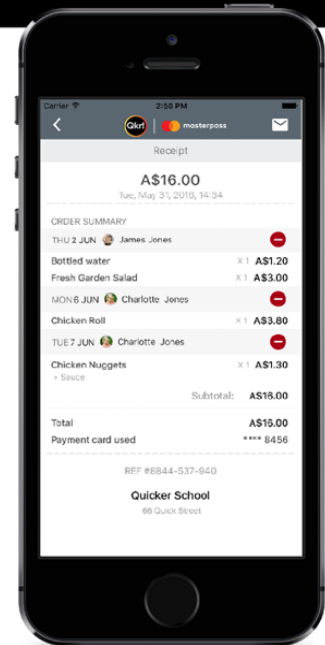 Carrier 2:50 PM
Qkr! masterpass
Receipt
A$16.00
Tue, May 31, 2016, 14:34
ORDER SUMMARY
THU 2 JUN James Jones
Bottled water X 1 A$1.20
Fresh Garden Salad X 1 A$3.00
MON 6 JUN Charlotte Jones
Chicken Roll X 1 A$3.80
TUE 7 JUN Charlotte Jones
Chicken Nuggets X 1 A$1.30
+ Sauce
Subtotal: A$16.00
Total A$16.00
Payment card used **** 8456
REF #8844-537-940
Quicker School
66 Quick Street